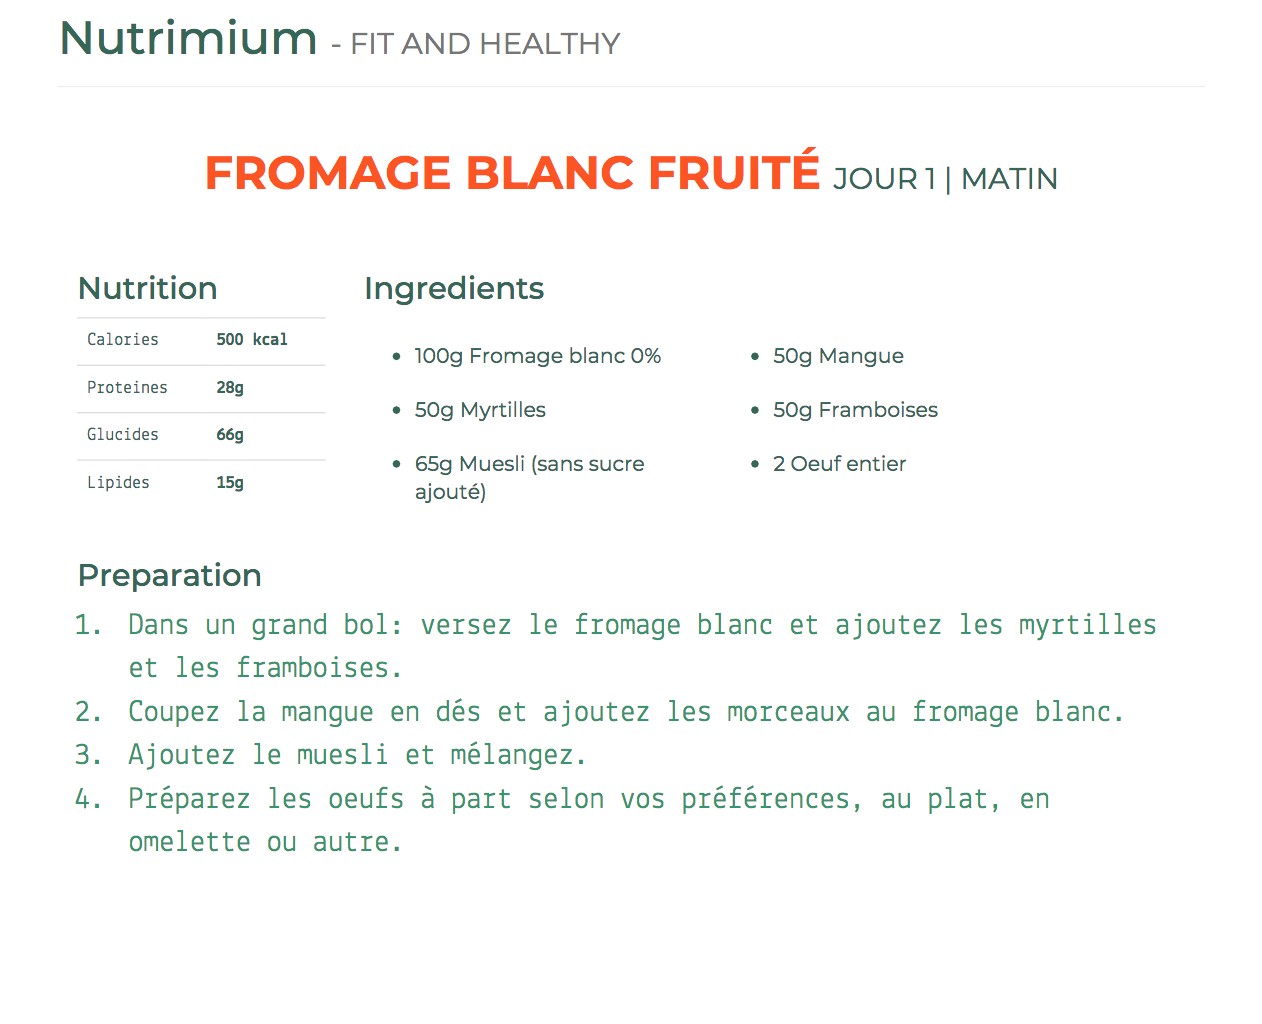 Nutrimium - FIT AND HEALTHY
FROMAGE BLANC FRUITÉ JOUR 1 | MATIN
Nutrition
Calories 500 kcal
Proteines 28g
Glucides 66g
Lipides 15g
Ingredients
• 100g Fromage blanc 0%
• 50g Myrtilles
• 65g Muesli (sans sucre
ajouté)
• 50g Mangue
• 50g Framboises
• 2 Oeuf entier
Preparation
1. Dans un grand bol: versez le fromage blanc et ajoutez les myrtilles
et les framboises.
2. Coupez la mangue en dés et ajoutez les morceaux au fromage blanc.
3. Ajoutez le muesli et mélangez.
4. Préparez les oeufs à part selon vos préférences, au plat, en
omelette ou autre.